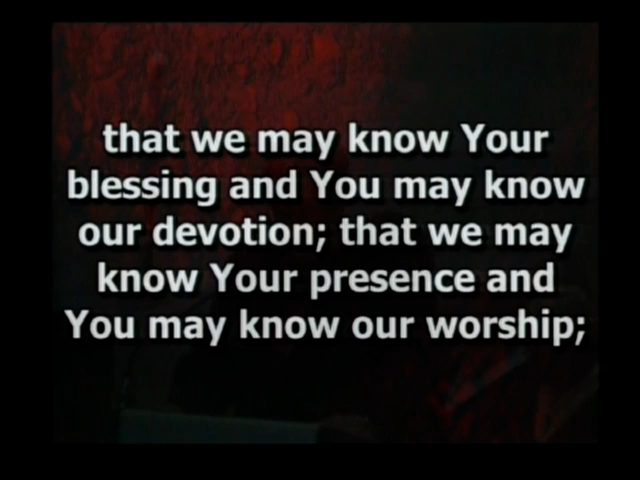 that we may know Your
blessing and You may know
our devotion; that we may
know Your presence and
You may know our worship;